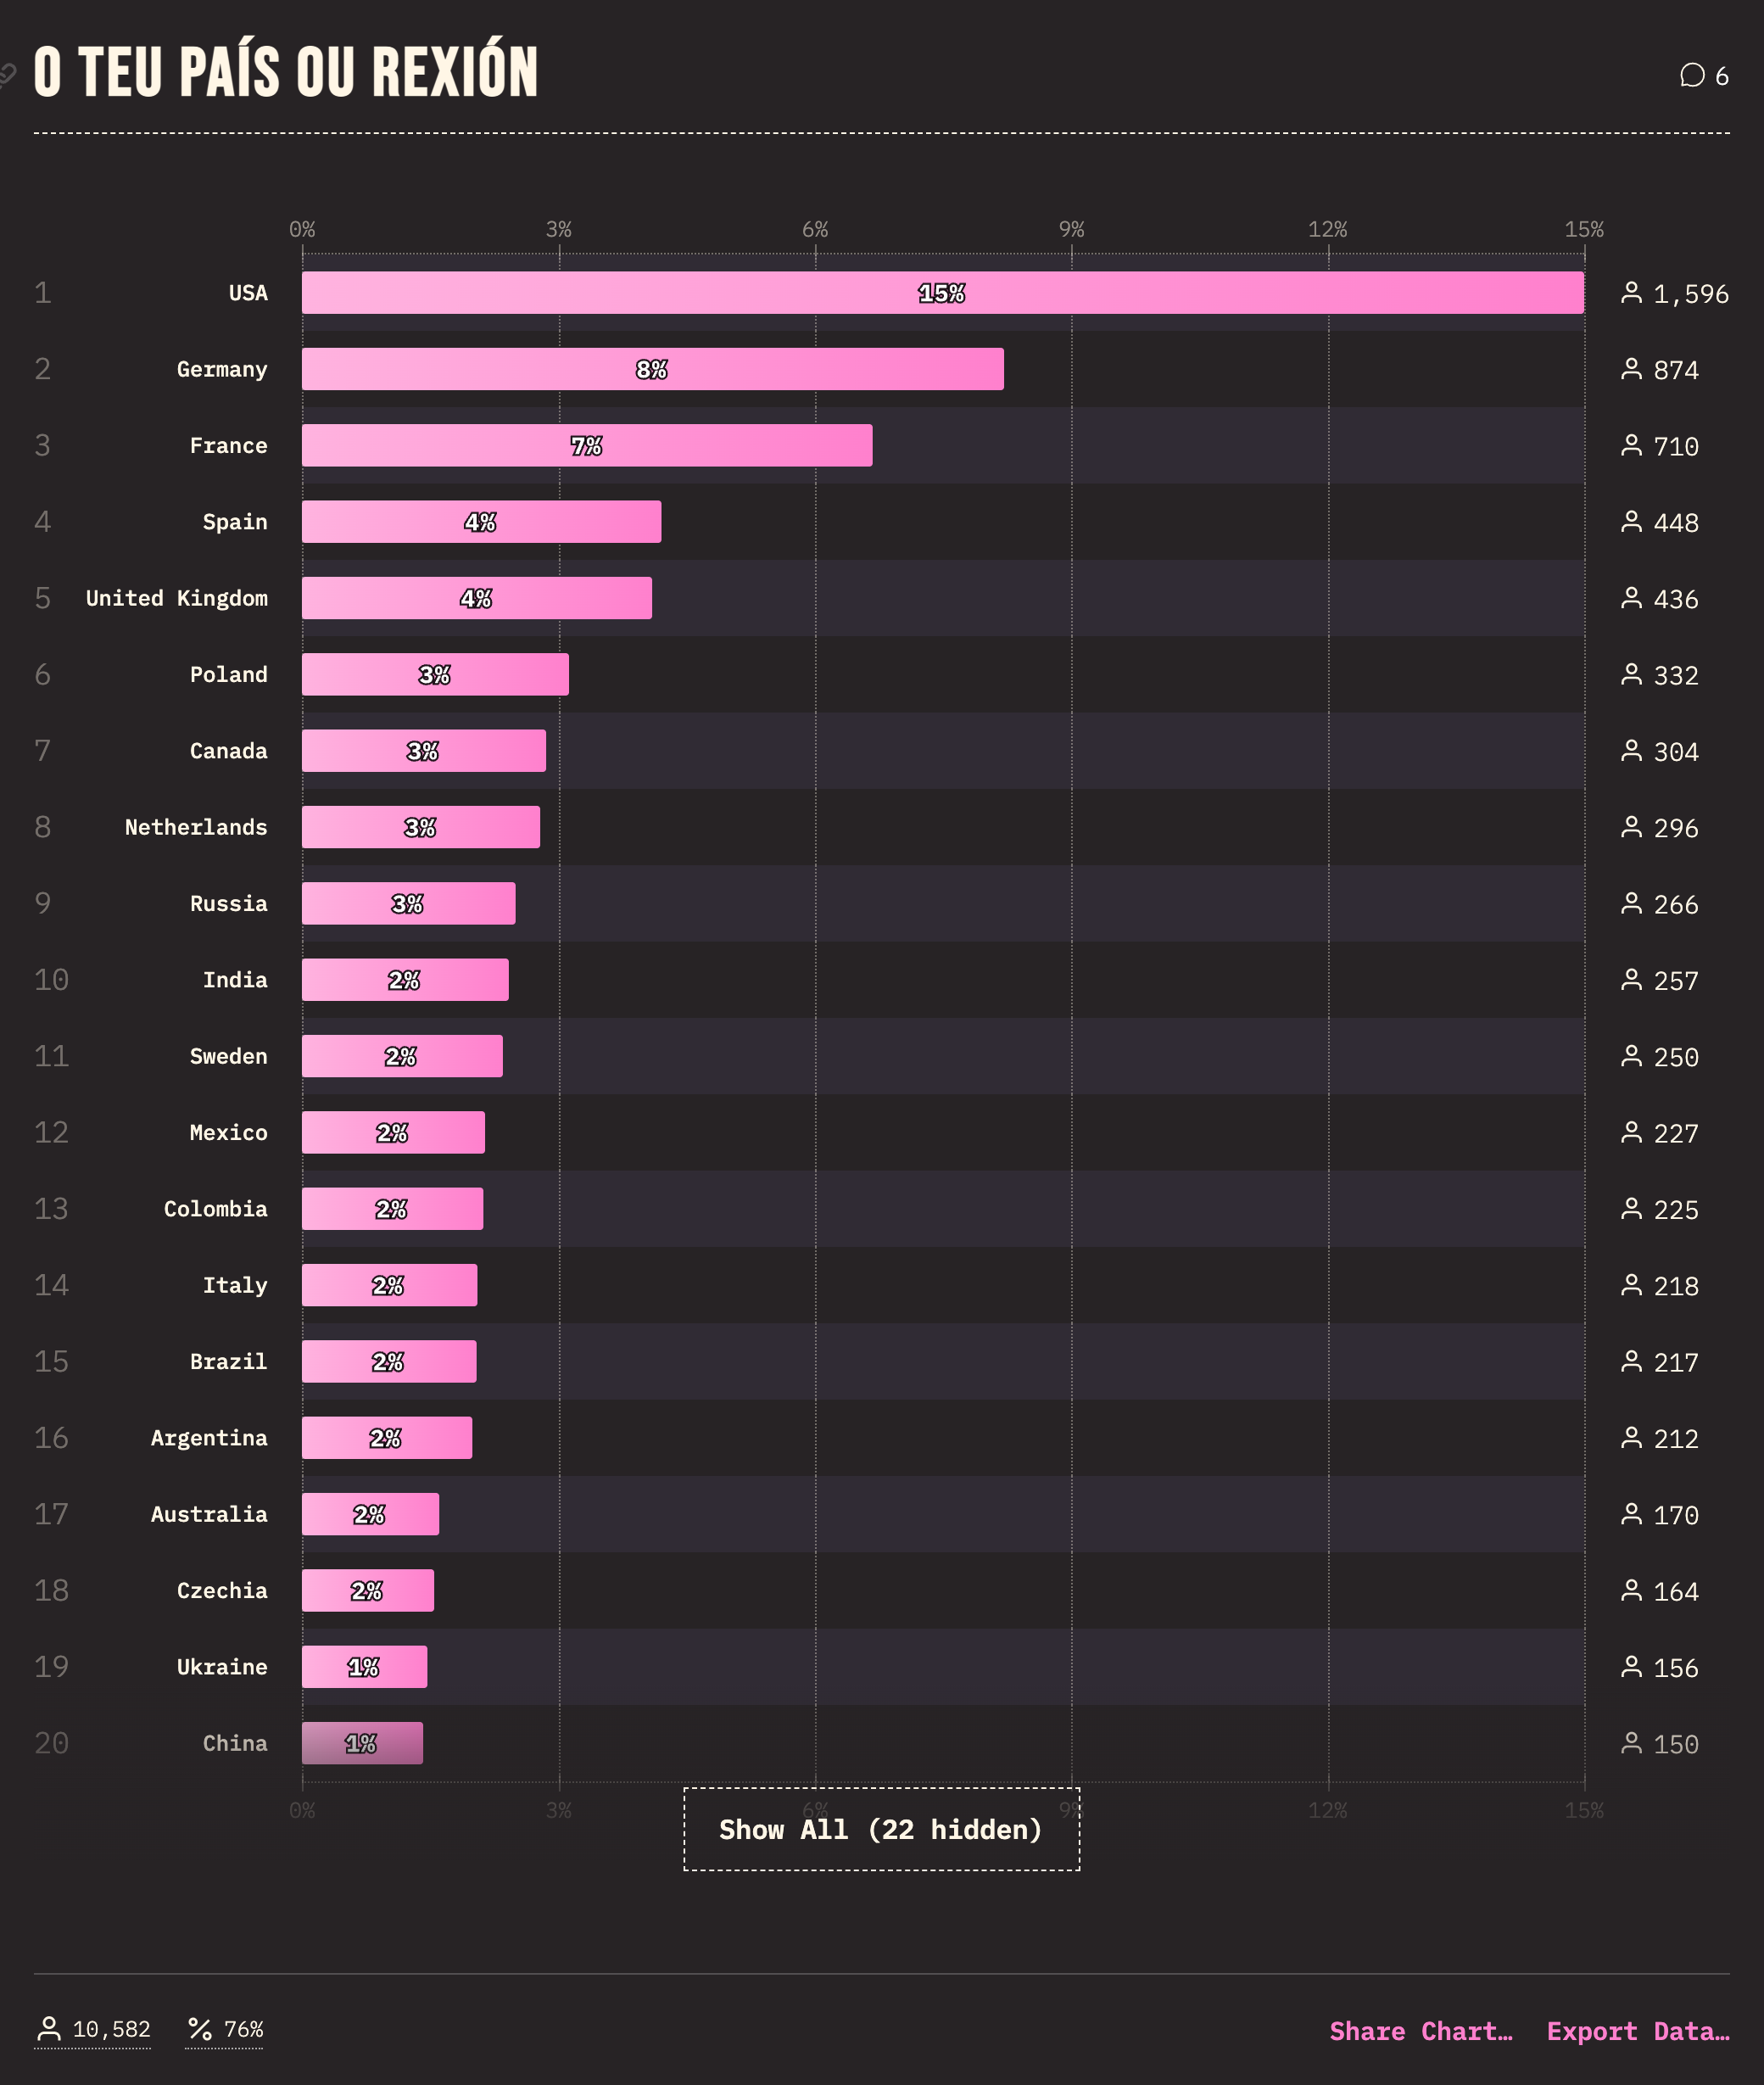 O TEU PAÍS OU REXIÓN
6
0% 3% 6% 9% 12% 15%
1 USA 15% 1,596
2 Germany 8% 874
3 France 7% 710
4 Spain 4% 448
5 United Kingdom 4% 436
6 Poland 3% 332
7 Canada 3% 304
8 Netherlands 3% 296
9 Russia 3% 266
10 India 2% 257
11 Sweden 2% 250
12 Mexico 2% 227
13 Colombia 2% 225
14 Italy 2% 218
15 Brazil 2% 217
16 Argentina 2% 212
17 Australia 2% 170
18 Czechia 2% 164
19 Ukraine 1% 156
20 China 1% 150
0% 3% 6% 9% 12% 15%
Show All (22 hidden)
10,582 76% Share Chart… Export Data…